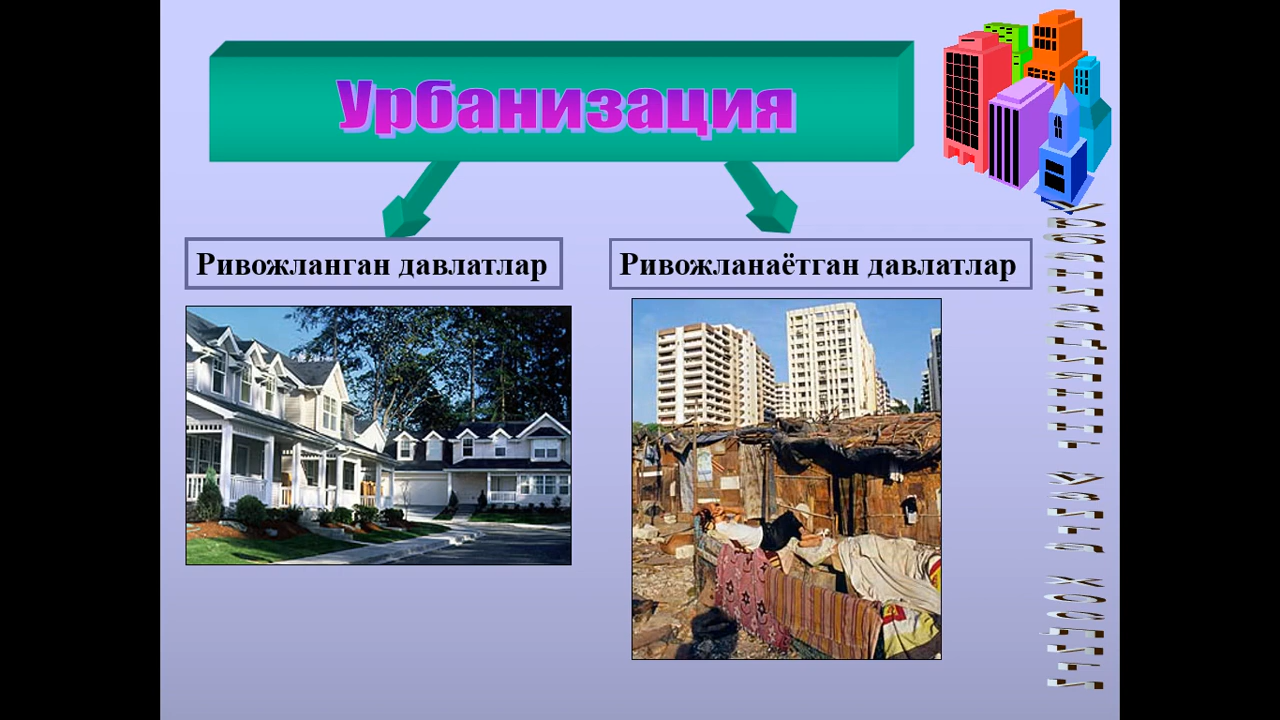 Урбанизация
Ривожланган давлатлар
Ривожланаётган давлатлар